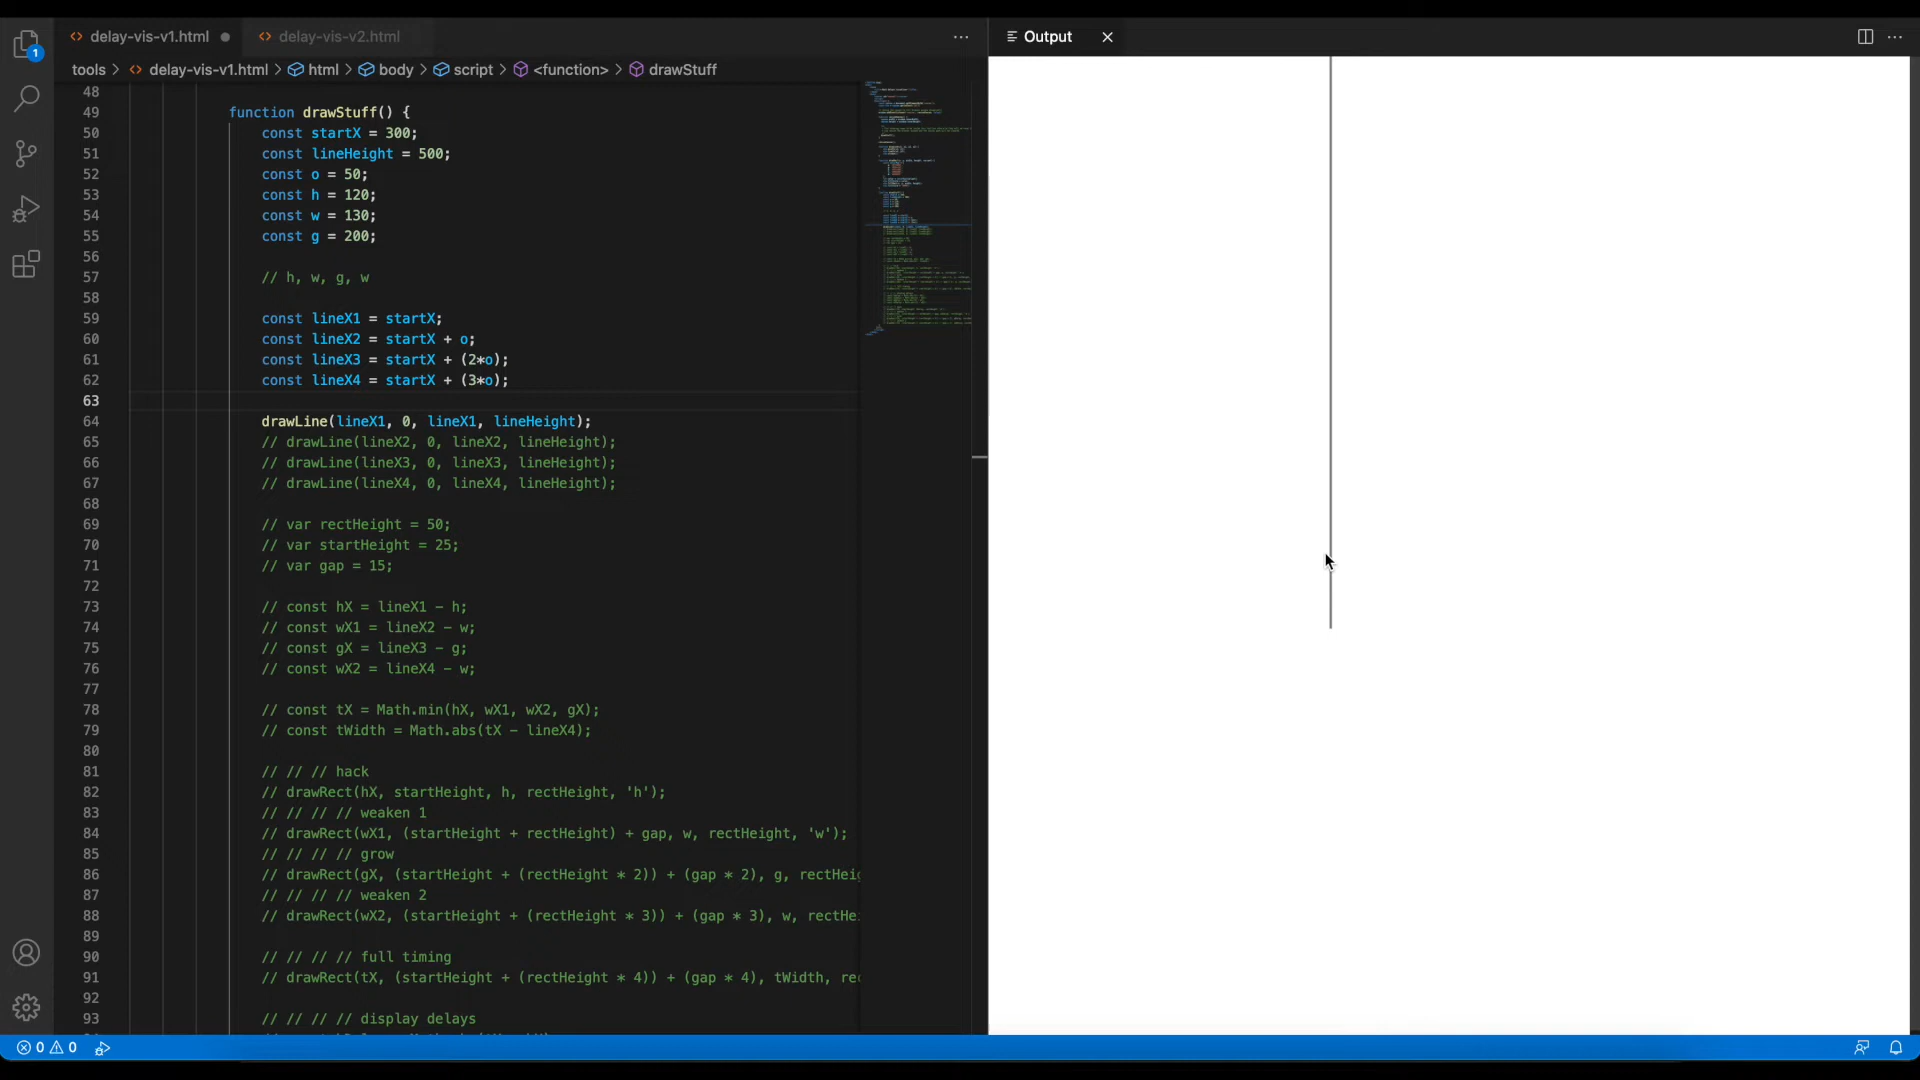 delay-vis-v1.html
delay-vis-v2.html
Output
1
tools > delay-vis-v1.html > html > body > script > <function> > drawStuff
48
49 function drawStuff() {
50 const startX = 300;
51 const lineHeight = 500;
52 const o = 50;
53 const h = 120;
54 const w = 130;
55 const g = 200;
56
57 // h, w, g, w
58
59 const lineX1 = startX;
60 const lineX2 = startX + o;
61 const lineX3 = startX + (2*o);
62 const lineX4 = startX + (3*o);
63
64 drawLine(lineX1, 0, lineX1, lineHeight);
65 // drawLine(lineX2, 0, lineX2, lineHeight);
66 // drawLine(lineX3, 0, lineX3, lineHeight);
67 // drawLine(lineX4, 0, lineX4, lineHeight);
68
69 // var rectHeight = 50;
70 // var startHeight = 25;
71 // var gap = 15;
72
73 // const hX = lineX1 - h;
74 // const wX1 = lineX2 - w;
75 // const gX = lineX3 - g;
76 // const wX2 = lineX4 - w;
77
78 // const tX = Math.min(hX, wX1, wX2, gX);
79 // const tWidth = Math.abs(tX - lineX4);
80
81 // // // hack
82 // drawRect(hX, startHeight, h, rectHeight, 'h');
83 // // // // weaken 1
84 // drawRect(wX1, (startHeight + rectHeight) + gap, w, rectHeight, 'w');
85 // // // // grow
86 // drawRect(gX, (startHeight + (rectHeight * 2)) + (gap * 2), g, rectHei
87 // // // // weaken 2
88 // drawRect(wX2, (startHeight + (rectHeight * 3)) + (gap * 3), w, rectHe
89
90 // // // // full timing
91 // drawRect(tX, (startHeight + (rectHeight * 4)) + (gap * 4), tWidth, re
92
93 // // // // display delays
0 0